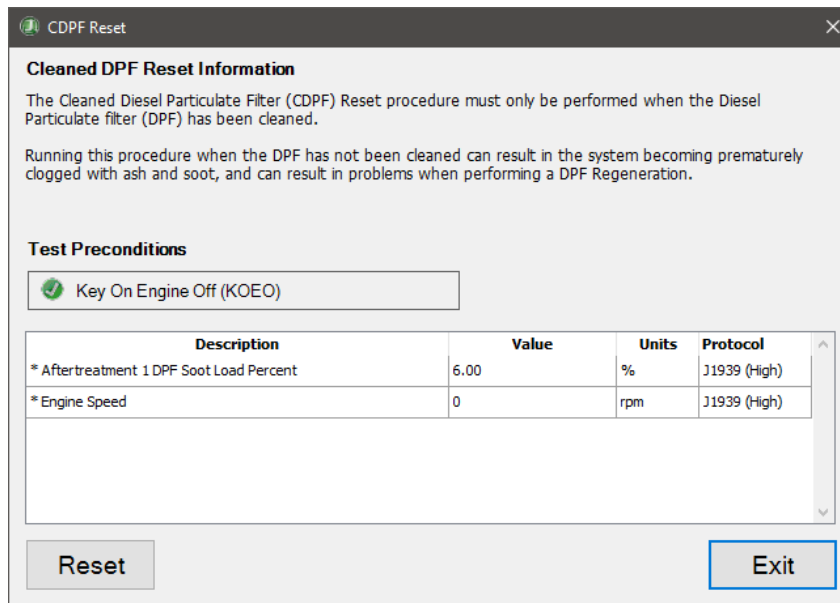 CDPF Reset
Cleaned DPF Reset Information
The Cleaned Diesel Particulate Filter (CDPF) Reset procedure must only be performed when the Diesel
Particulate filter (DPF) has been cleaned.
Running this procedure when the DPF has not been cleaned can result in the system becoming prematurely
clogged with ash and soot, and can result in problems when performing a DPF Regeneration.
Test Preconditions
Key On Engine Off (KOEO)
Description Value Units Protocol
* Aftertreatment 1 DPF Soot Load Percent 6.00 % J1939 (High)
* Engine Speed 0 rpm J1939 (High)
Reset Exit